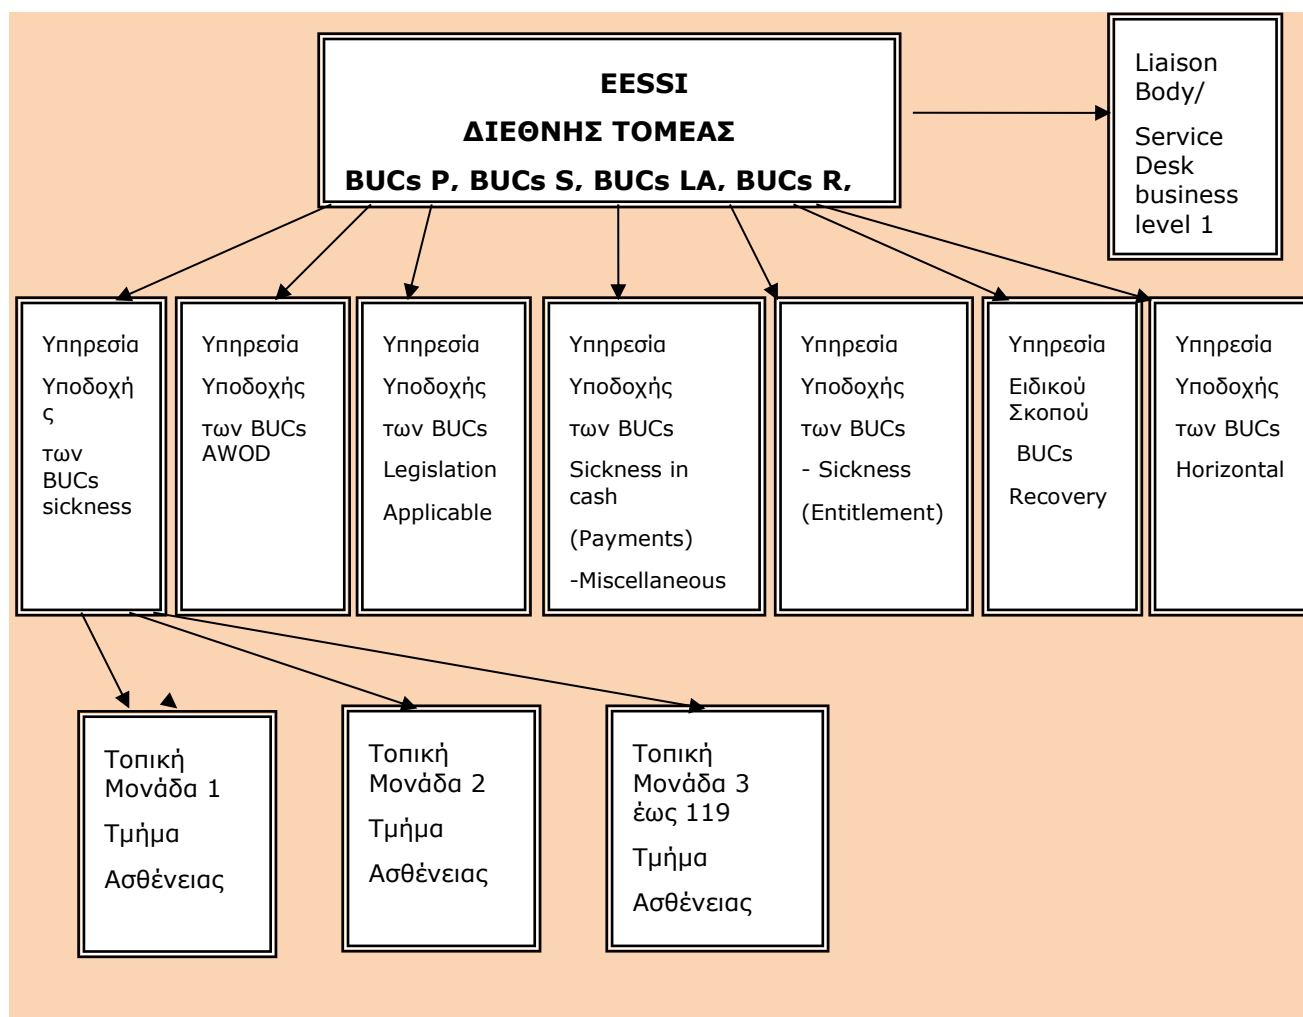 EESSI
ΔΙΕΘΝΗΣ ΤΟΜΕΑΣ
BUCs P, BUCs S, BUCs LA, BUCs R,
Liaison
Body/
Service
Desk
business
level 1
Υπηρεσία
Υποδοχή
ς
των
BUCs
sickness
Υπηρεσία
Υποδοχής
των BUCs
AWOD
Υπηρεσία
Υποδοχής
των BUCs
Legislation
Applicable
Υπηρεσία
Υποδοχής
των BUCs
Sickness in
cash
(Payments)
-Miscellaneous
Υπηρεσία
Υποδοχής
των BUCs
- Sickness
(Entitlement)
Υπηρεσία
Ειδικού
Σκοπού
BUCs
Recovery
Υπηρεσία
Υποδοχής
των BUCs
Horizontal
Τοπική
Μονάδα 1
Τμήμα
Ασθένειας
Τοπική
Μονάδα 2
Τμήμα
Ασθένειας
Τοπική
Μονάδα 3
έως 119
Τμήμα
Ασθένειας